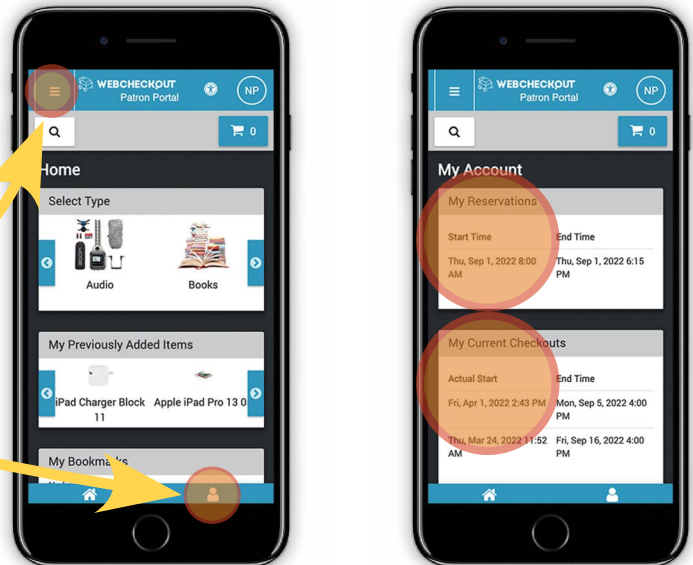 WEBCHECKOUT
Patron Portal
NP
0
Home
Select Type
Audio
Books
My Previously Added Items
iPad Charger Block
11
Apple iPad Pro 13 0
My Bookmarks
WEBCHECKOUT
Patron Portal
NP
0
My Account
My Reservations
Start Time
End Time
Thu, Sep 1, 2022 8:00
AM
Thu, Sep 1, 2022 6:15
PM
My Current Checkouts
Actual Start
End Time
Fri, Apr 1, 2022 2:43 PM
Mon, Sep 5, 2022 4:00
PM
Thu, Mar 24, 2022 11:52
AM
Fri, Sep 16, 2022 4:00
PM